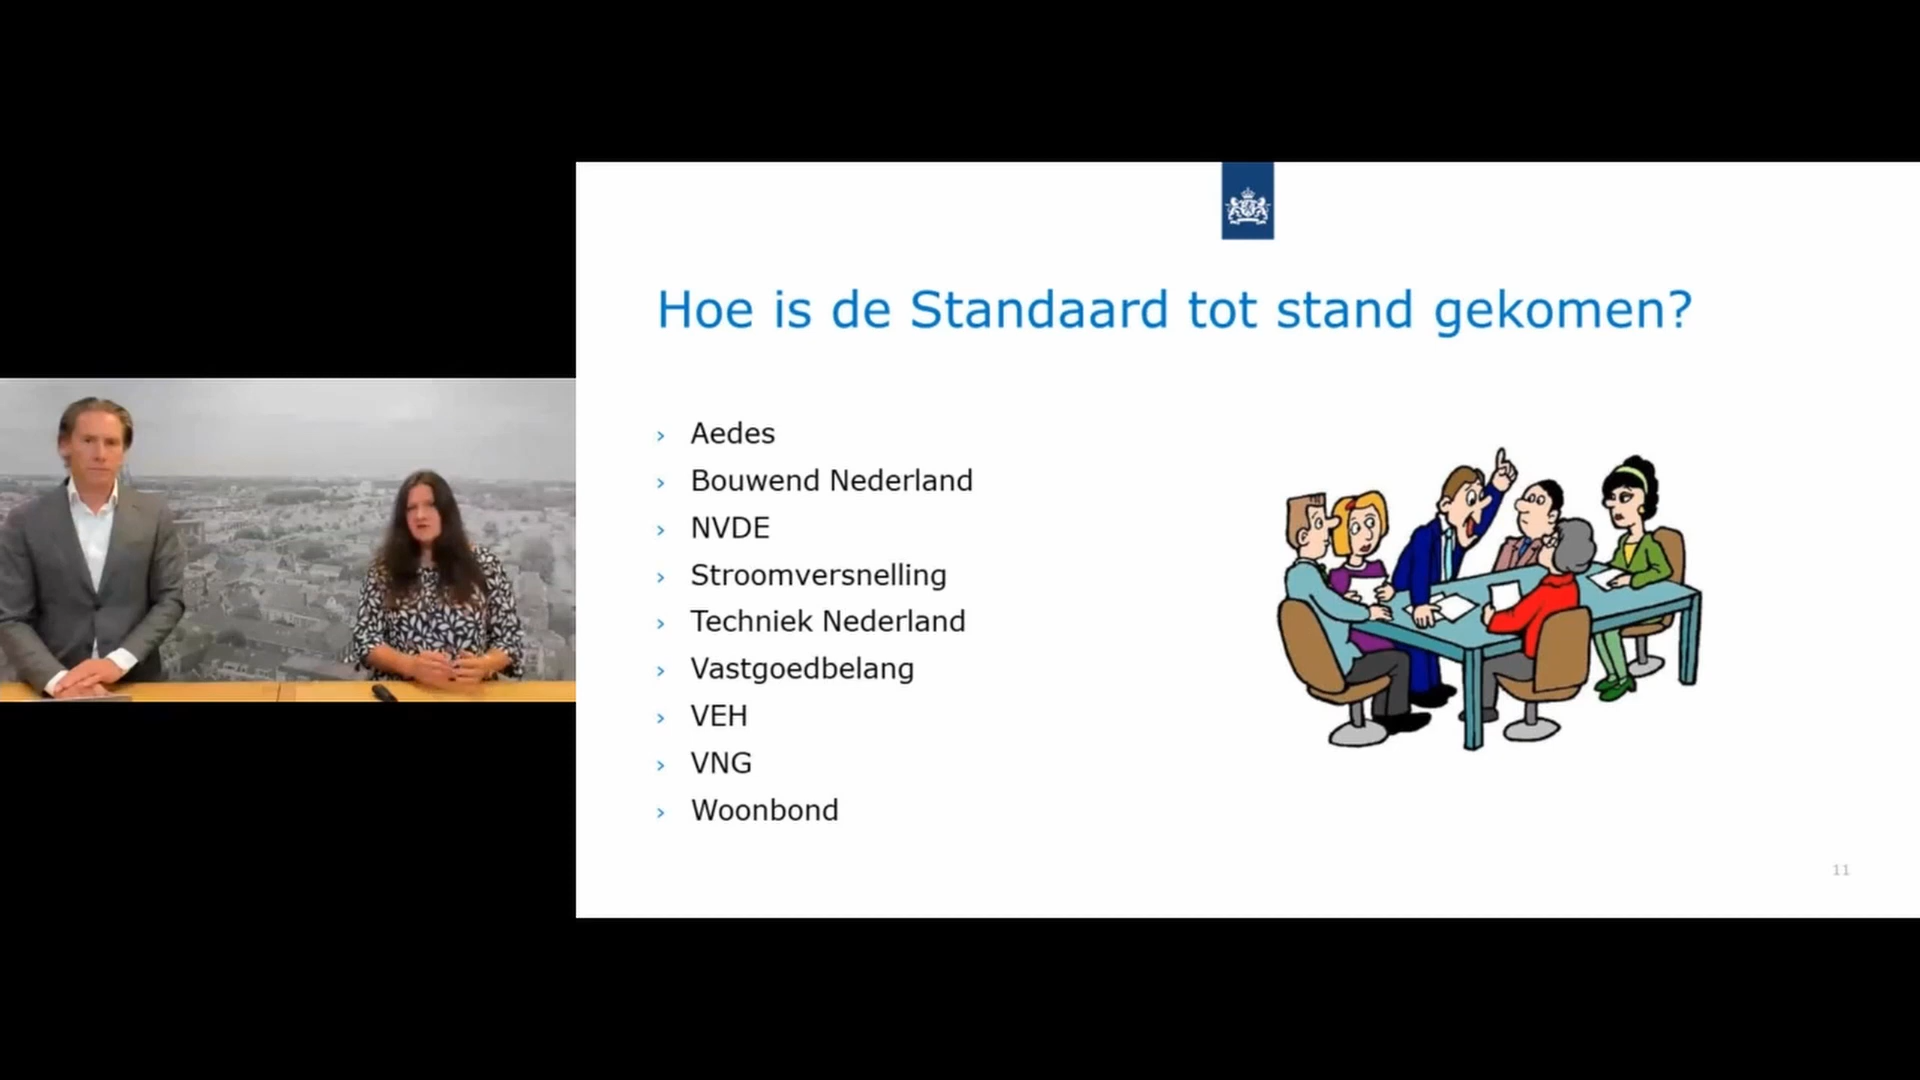 Hoe is de Standaard tot stand gekomen?
› Aedes
› Bouwend Nederland
› NVDE
› Stroomversnelling
› Techniek Nederland
› Vastgoedbelang
› VEH
› VNG
› Woonbond
11